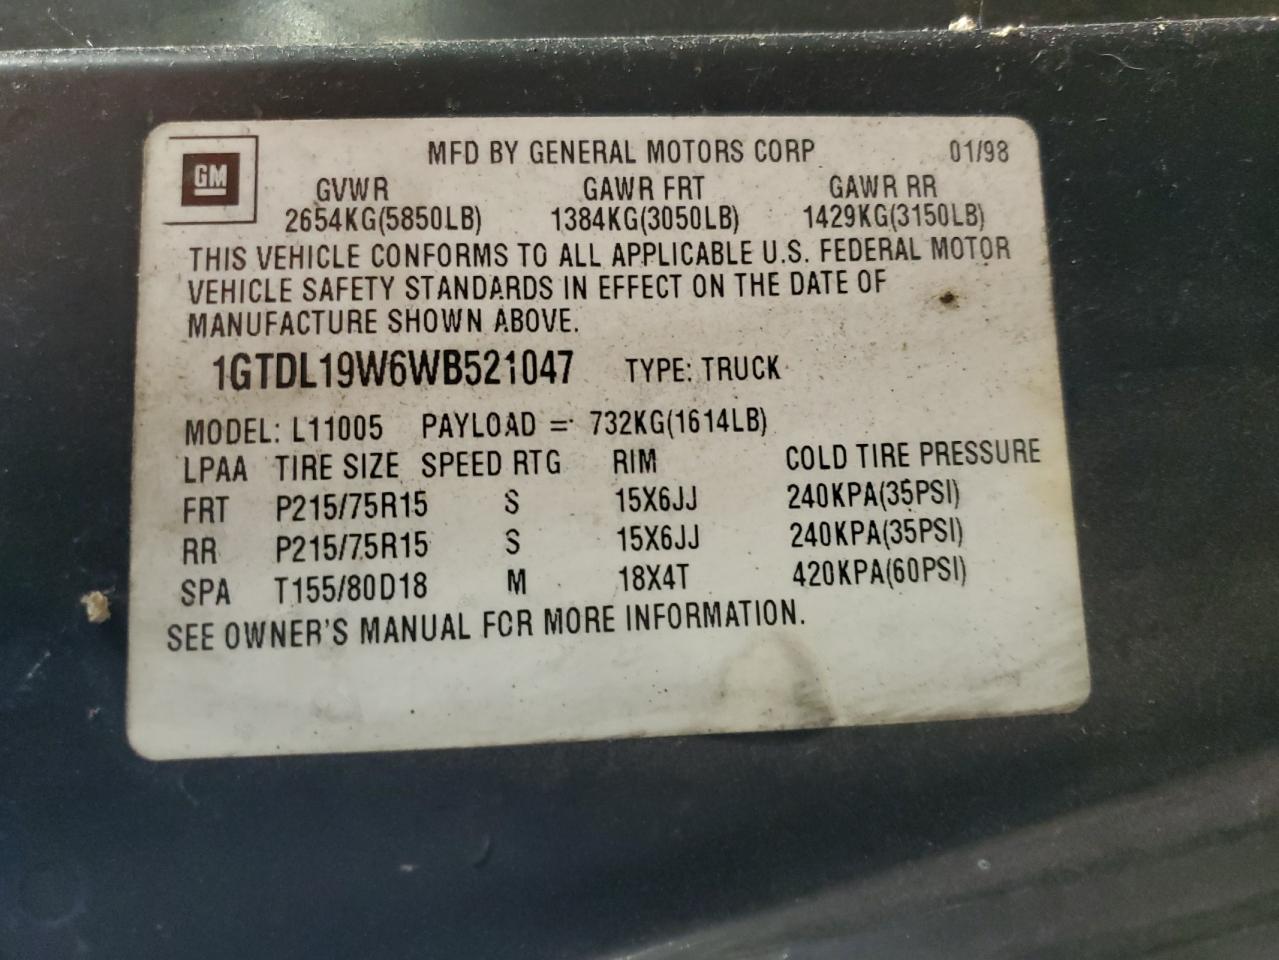 GM
MFD BY GENERAL MOTORS CORP 01/98
GVWR GAWR FRT GAWR RR
2654KG(5850LB) 1384KG(3050LB) 1429KG(3150LB)
THIS VEHICLE CONFORMS TO ALL APPLICABLE U.S. FEDERAL MOTOR
VEHICLE SAFETY STANDARDS IN EFFECT ON THE DATE OF
MANUFACTURE SHOWN ABOVE.
1GTDL19W6WB521047 TYPE: TRUCK
MODEL: L11005 PAYLOAD = 732KG(1614LB)
LPAA TIRE SIZE SPEED RTG RIM COLD TIRE PRESSURE
FRT P215/75R15 S 15X6JJ 240KPA(35PSI)
RR P215/75R15 S 15X6JJ 240KPA(35PSI)
SPA T155/80D18 M 18X4T 420KPA(60PSI)
SEE OWNER'S MANUAL FOR MORE INFORMATION.